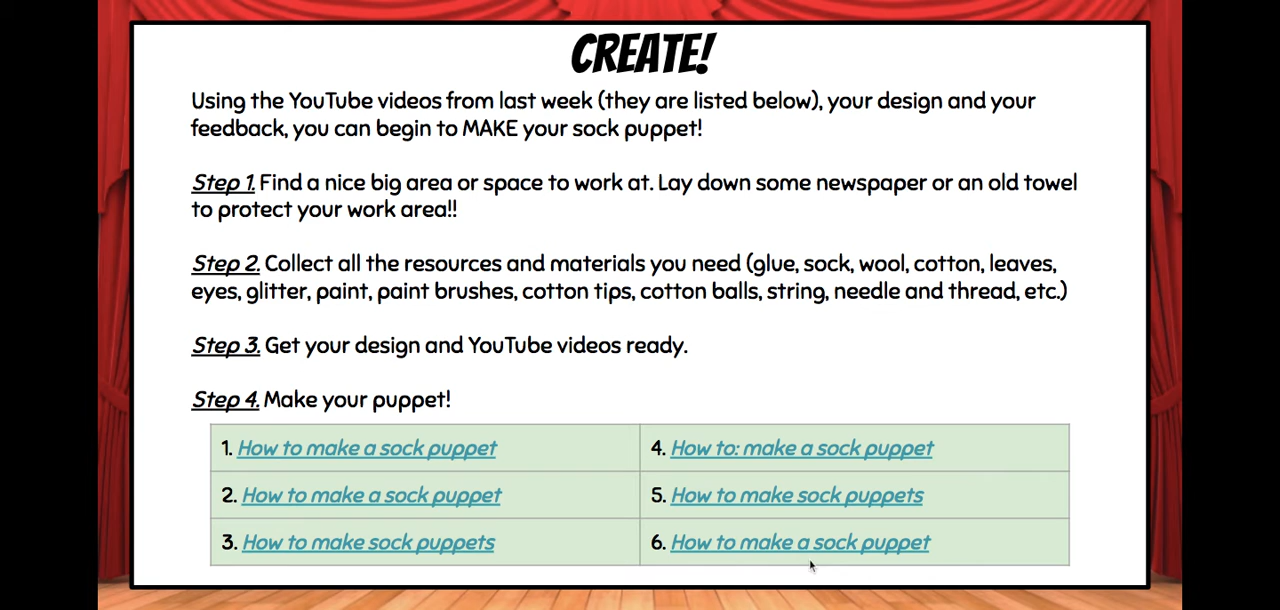 CREATE!
Using the YouTube videos from last week (they are listed below), your design and your
feedback, you can begin to MAKE your sock puppet!
Step 1. Find a nice big area or space to work at. Lay down some newspaper or an old towel
to protect your work area!!
Step 2. Collect all the resources and materials you need (glue, sock, wool, cotton, leaves,
eyes, glitter, paint, paint brushes, cotton tips, cotton balls, string, needle and thread, etc.)
Step 3. Get your design and YouTube videos ready.
Step 4. Make your puppet!
1. How to make a sock puppet
4. How to: make a sock puppet
2. How to make a sock puppet
5. How to make sock puppets
3. How to make sock puppets
6. How to make a sock puppet